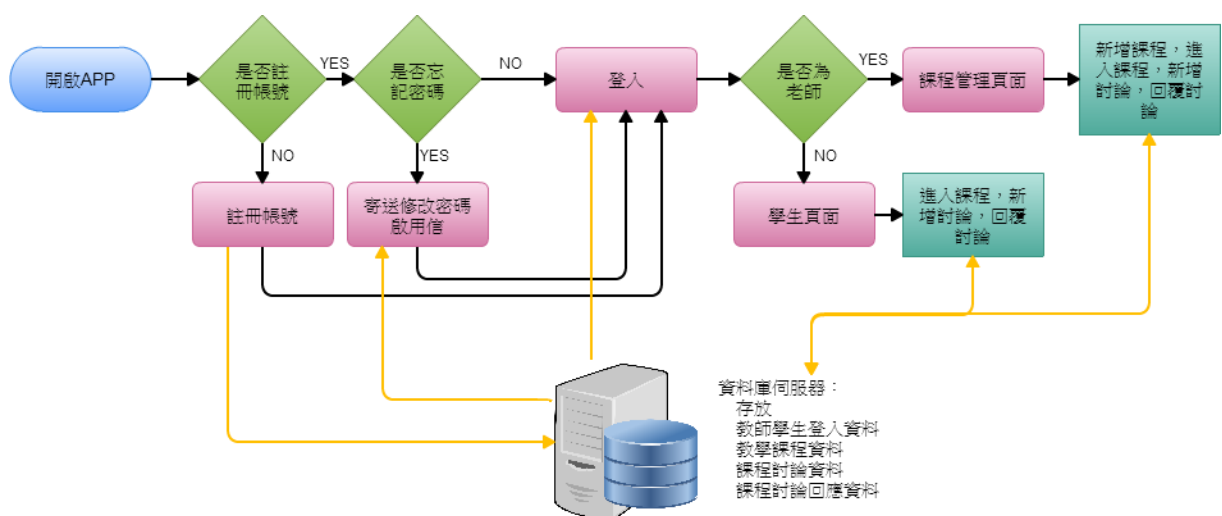 開啟APP
是否註
冊帳號
YES
是否忘
記密碼
NO
登入
是否為
老師
YES
課程管理頁面
新增課程，進
入課程，新增
討論，回覆討
論
NO
YES
NO
註冊帳號
寄送修改密碼
啟用信
學生頁面
進入課程，新
增討論，回覆
討論
資料庫伺服器：
存放
教師學生登入資料
教學課程資料
課程討論資料
課程討論回應資料